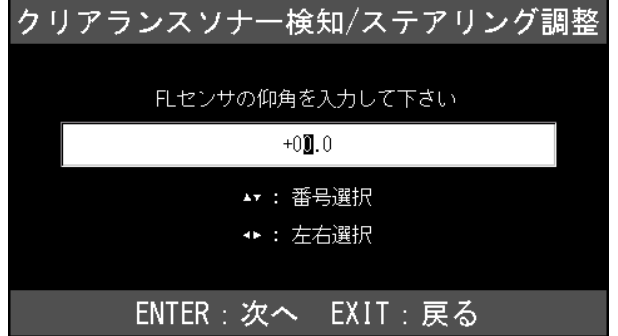 クリアランスソナー検知/ステアリング調整
FLセンサの仰角を入力して下さい
+00.0
▲▼ : 番号選択
◀▶ : 左右選択
ENTER : 次へ EXIT : 戻る